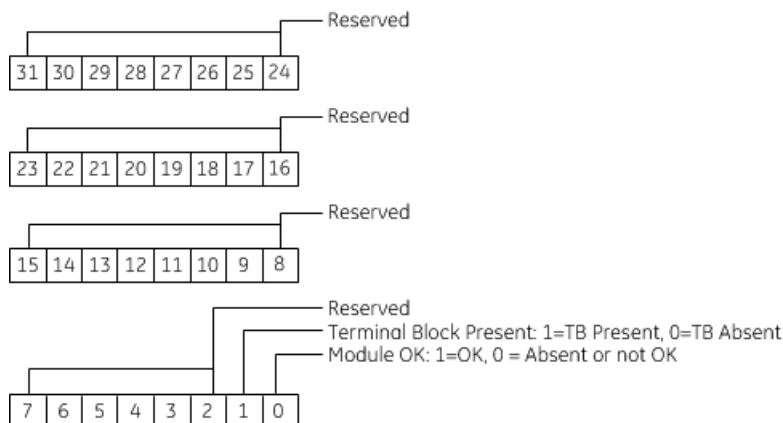 Reserved
31 30 29 28 27 26 25 24
Reserved
23 22 21 20 19 18 17 16
Reserved
15 14 13 12 11 10 9 8
Reserved
Terminal Block Present: 1=TB Present, 0=TB Absent
Module OK: 1=OK, 0 = Absent or not OK
7 6 5 4 3 2 1 0